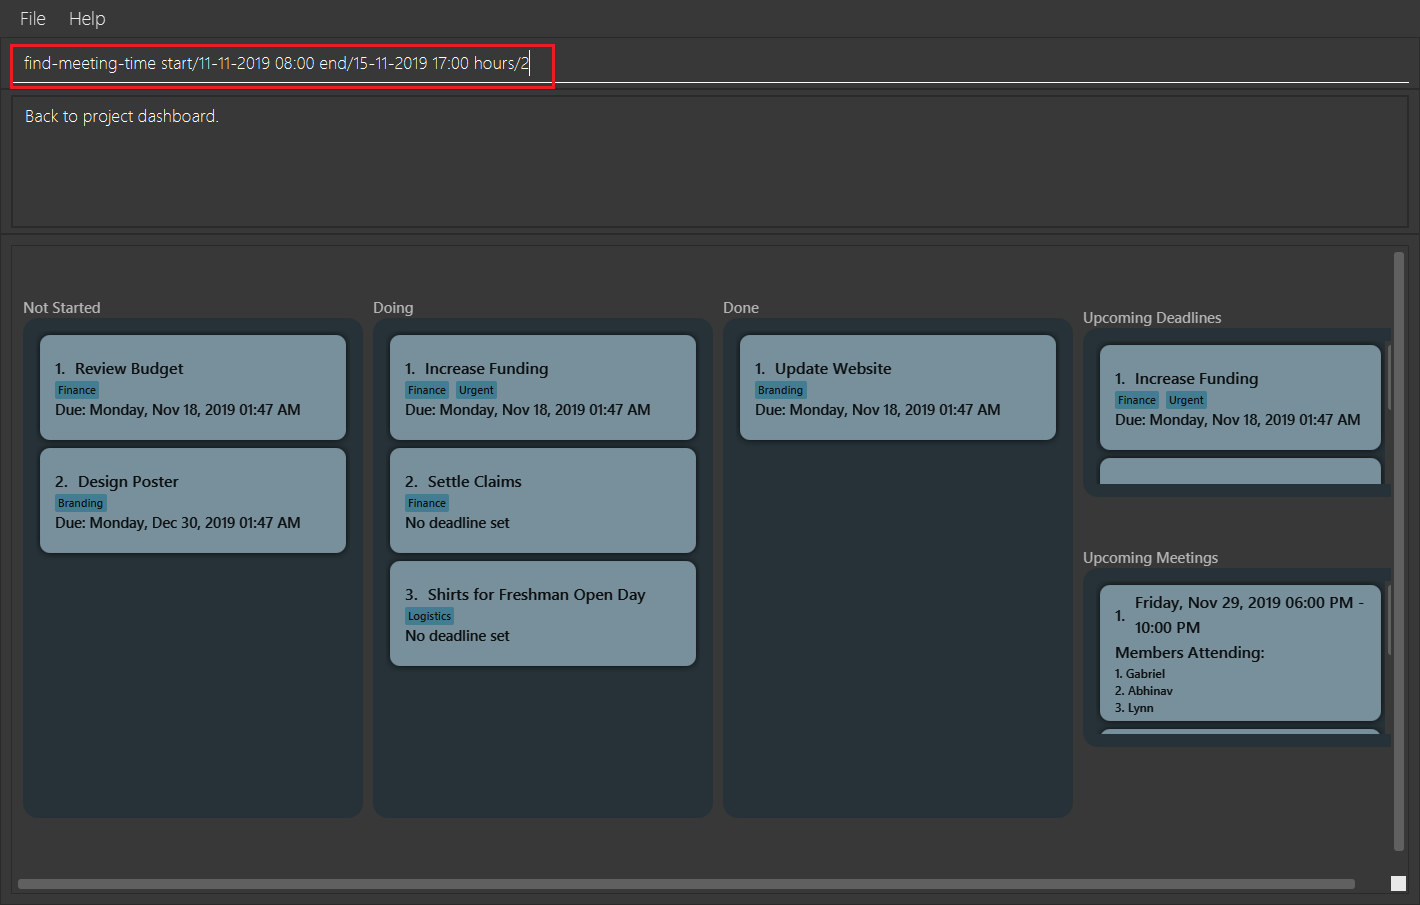 File Help
find-meeting-time start/11-11-2019 08:00 end/15-11-2019 17:00 hours/2
Back to project dashboard.
Not Started
1. Review Budget
Finance
Due: Monday, Nov 18, 2019 01:47 AM
2. Design Poster
Branding
Due: Monday, Dec 30, 2019 01:47 AM
Doing
1. Increase Funding
Finance Urgent
Due: Monday, Nov 18, 2019 01:47 AM
2. Settle Claims
Finance
No deadline set
3. Shirts for Freshman Open Day
Logistics
No deadline set
Done
1. Update Website
Branding
Due: Monday, Nov 18, 2019 01:47 AM
Upcoming Deadlines
1. Increase Funding
Finance Urgent
Due: Monday, Nov 18, 2019 01:47 AM
Upcoming Meetings
1. Friday, Nov 29, 2019 06:00 PM -
10:00 PM
Members Attending:
1. Gabriel
2. Abhinav
3. Lynn